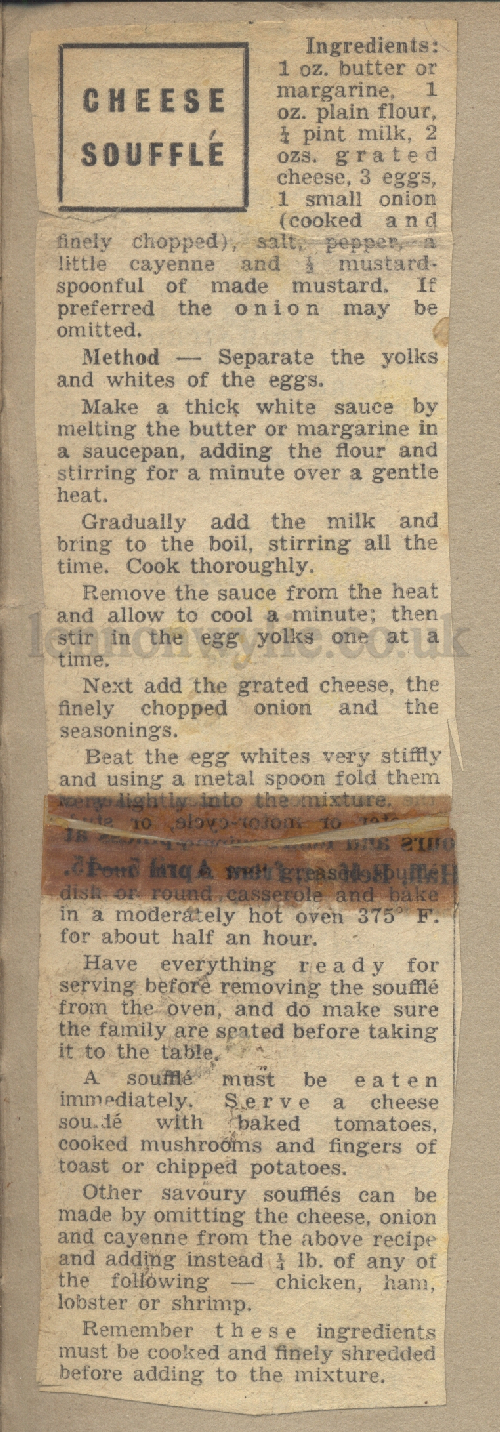 CHEESE
SOUFFLÉ
Ingredients:
1 oz. butter or
margarine, 1
oz. plain flour,
pint milk, 2
ozs. grated
cheese, 3 eggs,
1 small onion
(cooked and
finely chopped), salt, pepper, a
little cayenne and mustard-
spoonful of made mustard. If
preferred the onion may be
omitted.
Method — Separate the yolks
and whites of the eggs.
Make a thick white sauce by
melting the butter or margarine in
a saucepan, adding the flour and
stirring for a minute over a gentle
heat.
Gradually add the milk and
bring to the boil, stirring all the
time. Cook thoroughly.
Remove the sauce from the heat
and allow to cool a minute; then
stir in the egg yolks one at a
time.
lemonwylie.co.uk
Next add the grated cheese, the
finely chopped onion and the
seasonings.
Beat the egg whites very stiffly
and using a metal spoon fold them
very lightly into the mixture.
dish or round casserole and bake
in a moderately hot oven 375° F.
for about half an hour.
Have everything ready for
serving before removing the soufflé
from the oven, and do make sure
the family are seated before taking
it to the table.
A soufflé must be eaten
immediately. Serve a cheese
soufflé with baked tomatoes,
cooked mushrooms and fingers of
toast or chipped potatoes.
Other savoury soufflés can be
made by omitting the cheese, onion
and cayenne from the above recipe
and adding instead lb. of any of
the following — chicken, ham,
lobster or shrimp.
Remember these ingredients
must be cooked and finely shredded
before adding to the mixture.